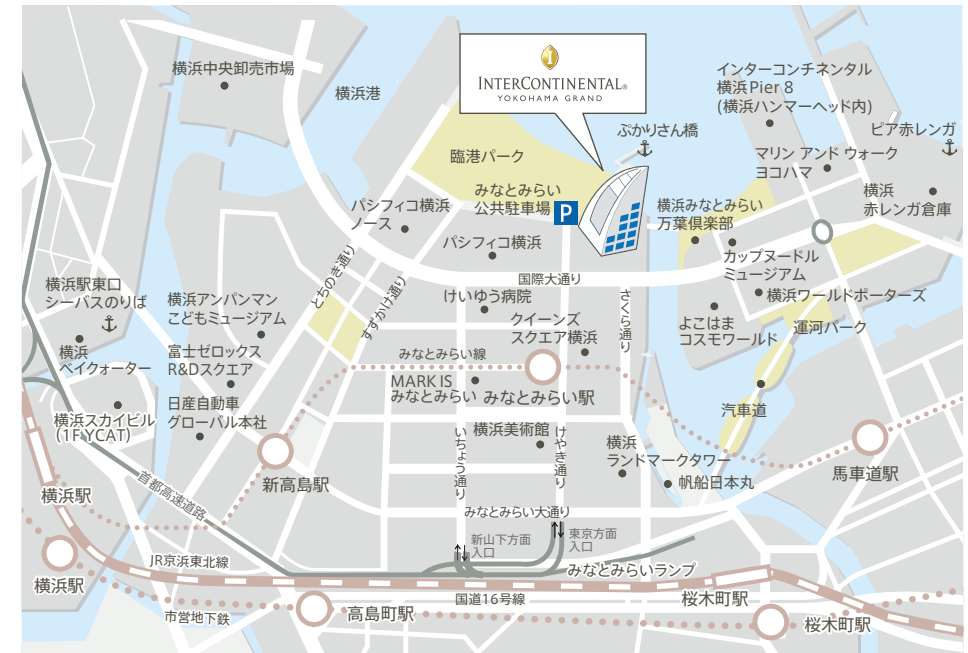 INTERCONTINENTAL®
YOKOHAMA GRAND
横浜中央卸売市場
横浜港
インターコンチネンタル
横浜 Pier 8
(横浜ハンマーヘッド内)
ぷかりさん橋
ピア赤レンガ
臨港パーク
マリン アンド ウォーク
ヨコハマ
みなとみらい
公共駐車場
P
横浜
赤レンガ倉庫
パシフィコ横浜
ノース
横浜みなとみらい
万葉倶楽部
パシフィコ横浜
カップヌードル
ミュージアム
とちのき通り
すずかけ通り
国際大通り
さくら通り
横浜駅東口
シーバスのりば
横浜アンパンマン
こどもミュージアム
けいゆう病院
横浜ワールドポーターズ
クイーンズ
スクエア横浜
よこはま
コスモワールド
運河パーク
横浜
ベイクォーター
富士ゼロックス
R&Dスクエア
みなとみらい線
MARK IS
みなとみらい
みなとみらい駅
日産自動車
グローバル本社
横浜スカイビル
(1F YCAT)
汽車道
いちょう通り
横浜美術館
けやき通り
横浜
ランドマークタワー
馬車道駅
新高島駅
帆船日本丸
横浜駅
首都高速道路
みなとみらい大通り
新山下方面
入口
東京方面
入口
JR京浜東北線
みなとみらいランプ
横浜駅
国道16号線
桜木町駅
市営地下鉄
高島町駅
桜木町駅